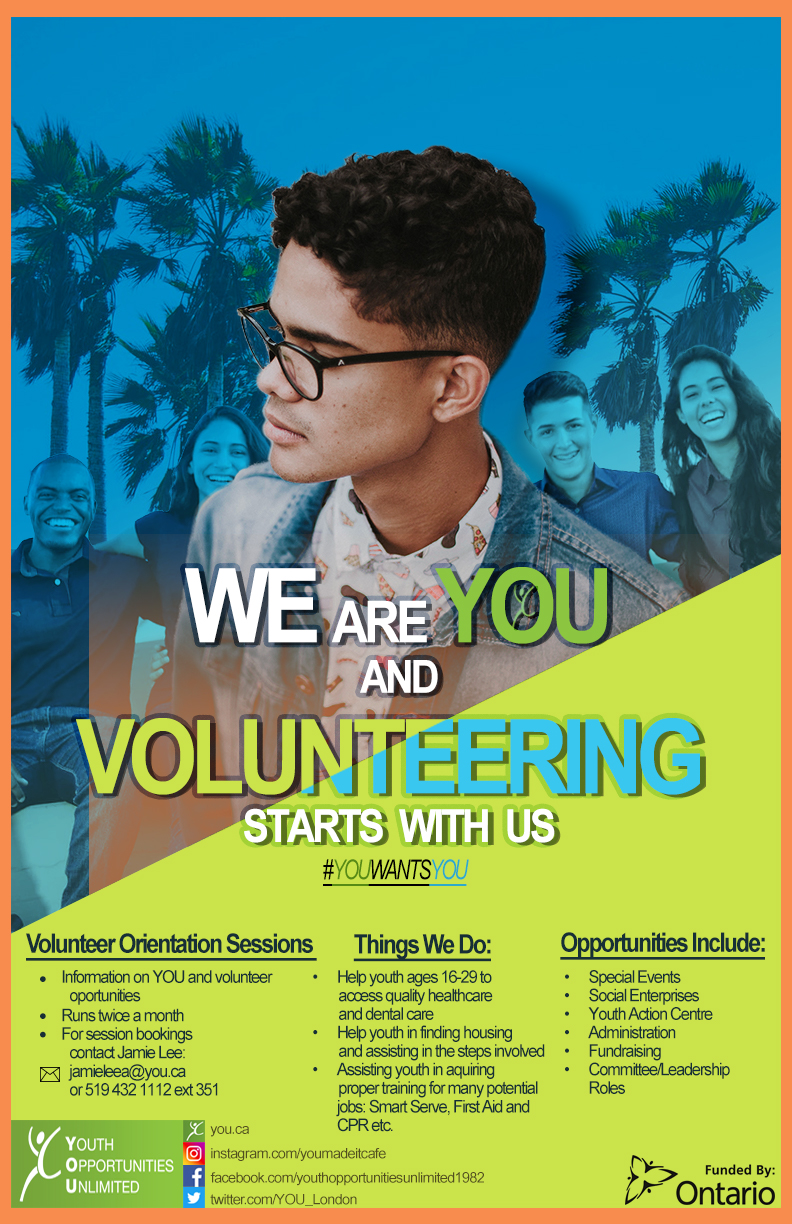 WE ARE YOU
AND
VOLUNTEERING
STARTS WITH US
#YOUWANTSYOU
Volunteer Orientation Sessions
• Information on YOU and volunteer
oportunities
• Runs twice a month
• For session bookings
contact Jamie Lee:
jamieleea@you.ca
or 519 432 1112 ext 351
Things We Do:
• Help youth ages 16-29 to
access quality healthcare
and dental care
• Help youth in finding housing
and assisting in the steps involved
• Assisting youth in aquiring
proper training for many potential
jobs: Smart Serve, First Aid and
CPR etc.
Opportunities Include:
• Special Events
• Social Enterprises
• Youth Action Centre
• Administration
• Fundraising
• Committee/Leadership
Roles
YOUTH
OPPORTUNITIES
UNLIMITED
you.ca
instagram.com/youmadeitcafe
facebook.com/youthopportunitiesunlimited1982
twitter.com/YOU_London
Funded By:
Ontario